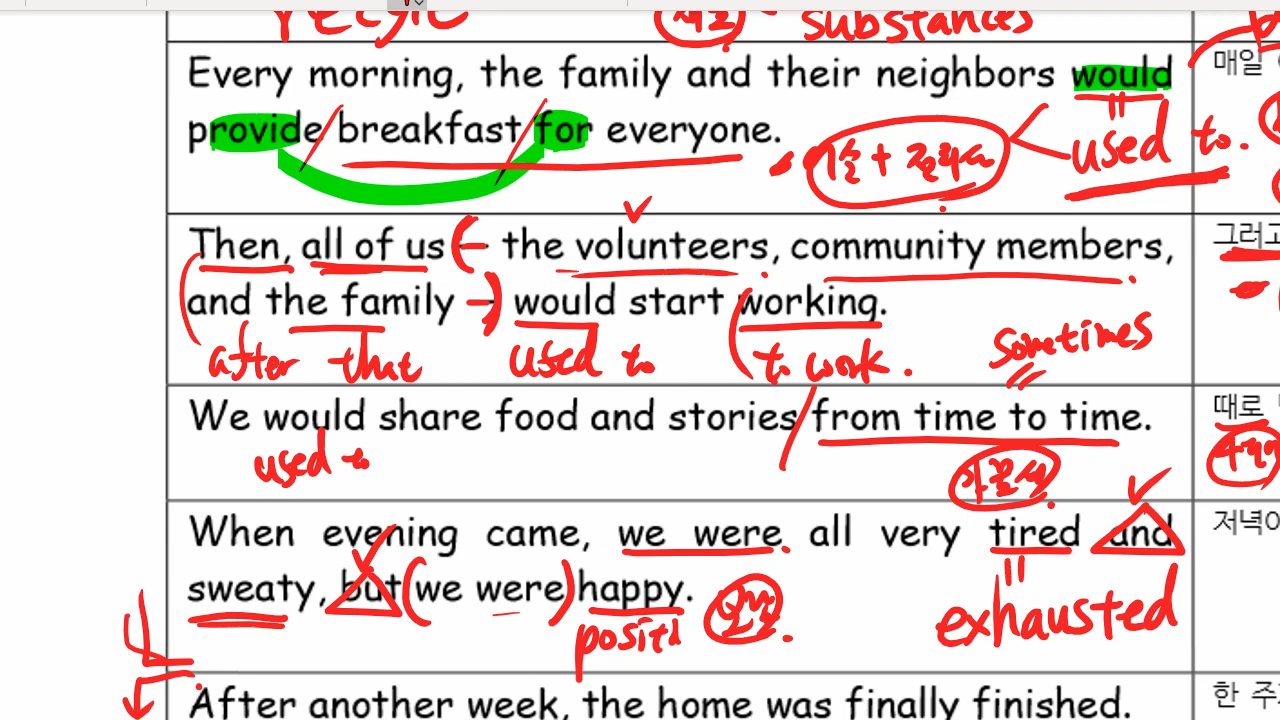 substances
Every morning, the family and their neighbors would 매일
provide breakfast for everyone.
used to.
Then, all of us - the volunteers, community members, 그러고
and the family - would start working.
after that used to to work. sometimes
We would share food and stories from time to time. 때로
used to
When evening came, we were all very tired and 저녁이
sweaty, but we were happy.
positi exhausted
After another week, the home was finally finished. 한 주